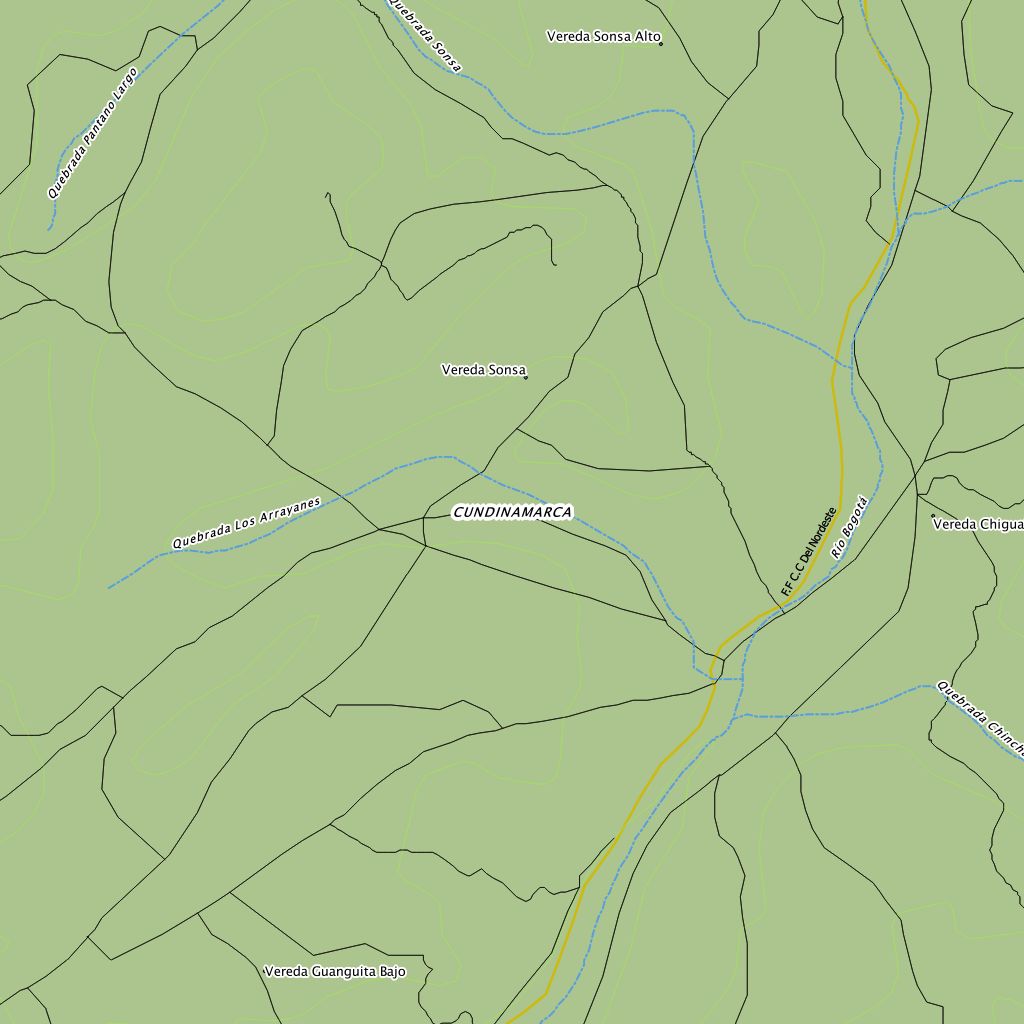 Quebrada Sonsa
Vereda Sonsa Alto
Quebrada Pantano Largo
Vereda Sonsa
Quebrada Los Arrayanes
CUNDINAMARCA
Vereda Chigua
F.F C.C Del Nordeste
Río Bogotá
Quebrada Chincha
Vereda Guanguita Bajo